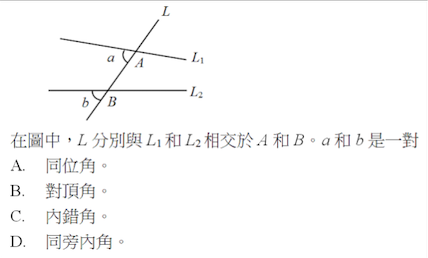 L
a
A
L₁
b
B
L₂
在圖中，L 分別與 L₁ 和 L₂ 相交於 A 和 B。a 和 b 是一對
A. 同位角。
B. 對頂角。
C. 內錯角。
D. 同旁內角。